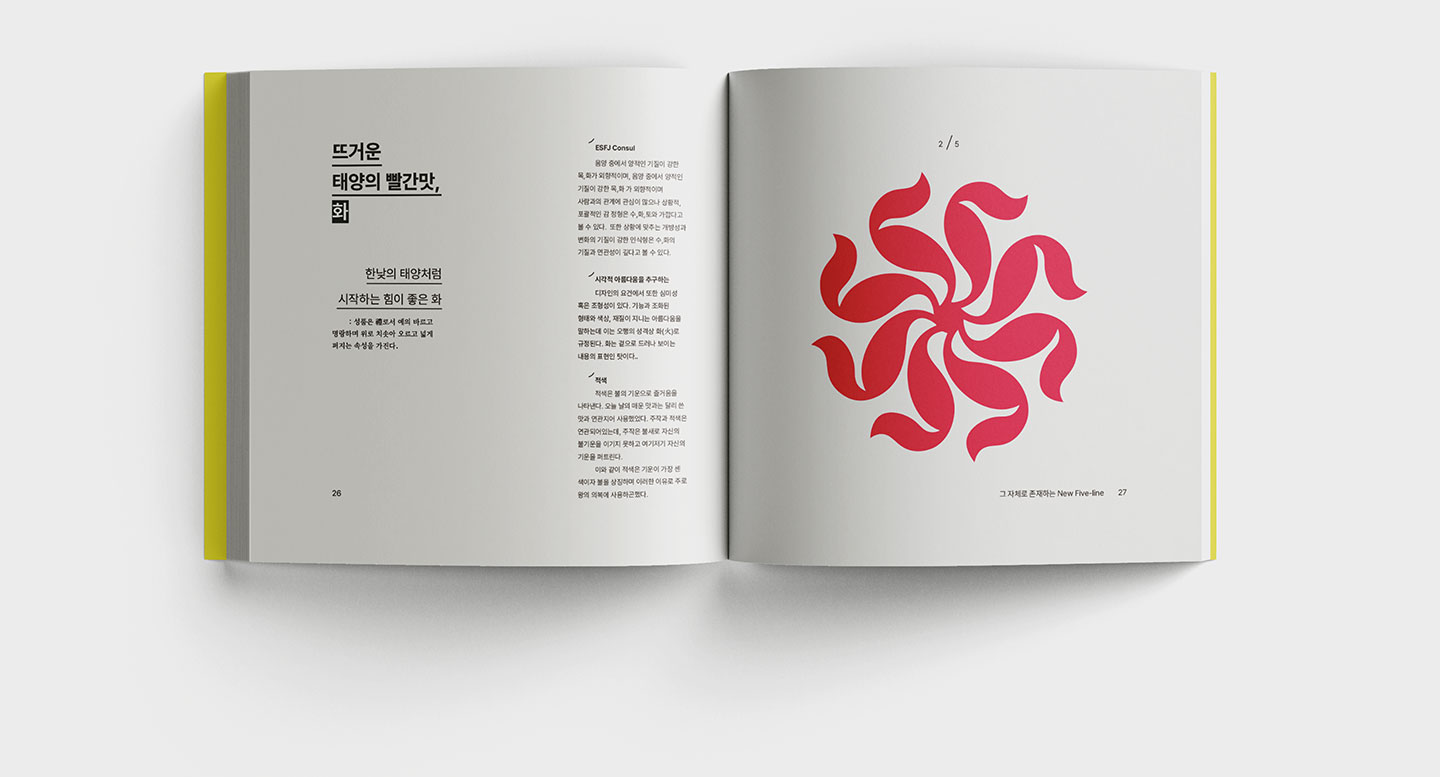 뜨거운
태양의 빨간맛,
화
한낮의 태양처럼
시작하는 힘이 좋은 화
: 성품은 禮로서 예의 바르고
명랑하며 위로 치솟아 오르고 넓게
퍼지는 속성을 가진다.
26
ESFJ Consul
음양 중에서 양적인 기질이 강한
목,화가 외향적이며, 음양 중에서 양적인
기질이 강한 목,화 가 외향적이며
사람과의 관계에 관심이 많으나 상황적,
포괄적인 감 정형은 수,화,토와 가깝다고
볼 수 있다. 또한 상황에 맞추는 개방성과
변화의 기질이 강한 인식형은 수,화의
기질과 연관성이 깊다고 볼 수 있다.
시각적 아름다움을 추구하는
디자인의 요건에서 또한 심미성
혹은 조형성이 있다. 기능과 조화된
형태와 색상, 재질이 지니는 아름다움을
말하는데 이는 오행의 성격상 화(火)로
규정된다. 화는 겉으로 드러나 보이는
내용의 표현인 탓이다..
적색
적색은 불의 기운으로 즐거움을
나타낸다. 오늘 날의 매운 맛과는 달리 쓴
맛과 연관지어 사용했었다. 주작과 적색은
연관되어있는데, 주작은 불새로 자신의
불기운을 이기지 못하고 여기저기 자신의
기운을 퍼트린다.
이와 같이 적색은 기운이 가장 센
색이자 불을 상징하며 이러한 이유로 주로
왕의 의복에 사용하곤했다.
2/5
그 자체로 존재하는 New Five-line 27